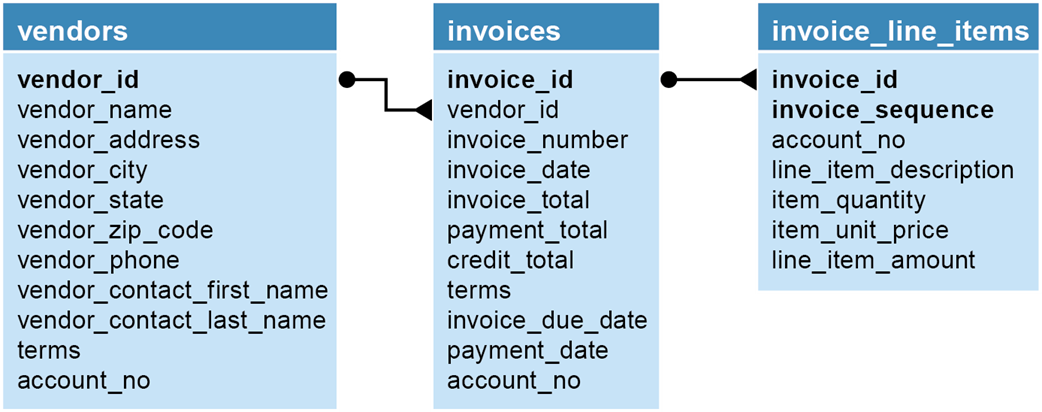 vendors
vendor_id
vendor_name
vendor_address
vendor_city
vendor_state
vendor_zip_code
vendor_phone
vendor_contact_first_name
vendor_contact_last_name
terms
account_no
invoices
invoice_id
vendor_id
invoice_number
invoice_date
invoice_total
payment_total
credit_total
terms
invoice_due_date
payment_date
account_no
invoice_line_items
invoice_id
invoice_sequence
account_no
line_item_description
item_quantity
item_unit_price
line_item_amount